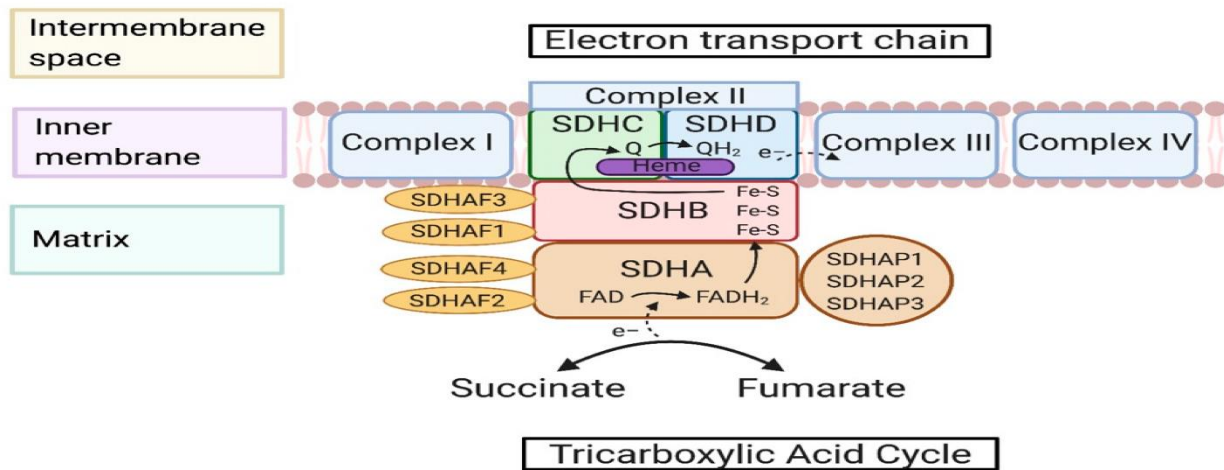 Intermembrane
space
Electron transport chain
Inner
membrane
Matrix
Complex I
Complex II
SDHC
SDHD
Q
QH₂
e−
Heme
Complex III
Complex IV
SDHAF3
SDHAF1
SDHB
Fe-S
Fe-S
Fe-S
SDHAF4
SDHAF2
SDHA
FAD
FADH₂
SDHAP1
SDHAP2
SDHAP3
e−
Succinate
Fumarate
Tricarboxylic Acid Cycle